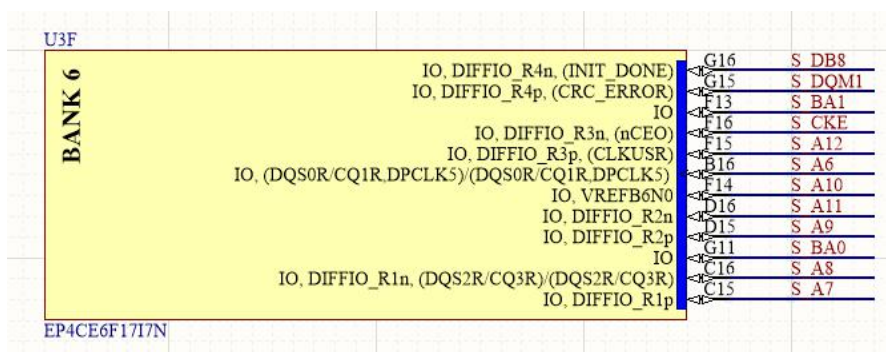 U3F
BANK 6
IO, DIFFIO_R4n, (INIT_DONE) G16 S_DB8
IO, DIFFIO_R4p, (CRC_ERROR) G15 S_DQM1
IO F13 S_BA1
IO, DIFFIO_R3n, (nCEO) F16 S_CKE
IO, DIFFIO_R3p, (CLKUSR) F15 S_A12
IO, (DQS0R/CQ1R,DPCLK5)/(DQS0R/CQ1R,DPCLK5) B16 S_A6
IO, VREFB6N0 F14 S_A10
IO, DIFFIO_R2n D16 S_A11
IO, DIFFIO_R2p D15 S_A9
IO G11 S_BA0
IO, DIFFIO_R1n, (DQS2R/CQ3R)/(DQS2R/CQ3R) C16 S_A8
IO, DIFFIO_R1p C15 S_A7
EP4CE6F17I7N